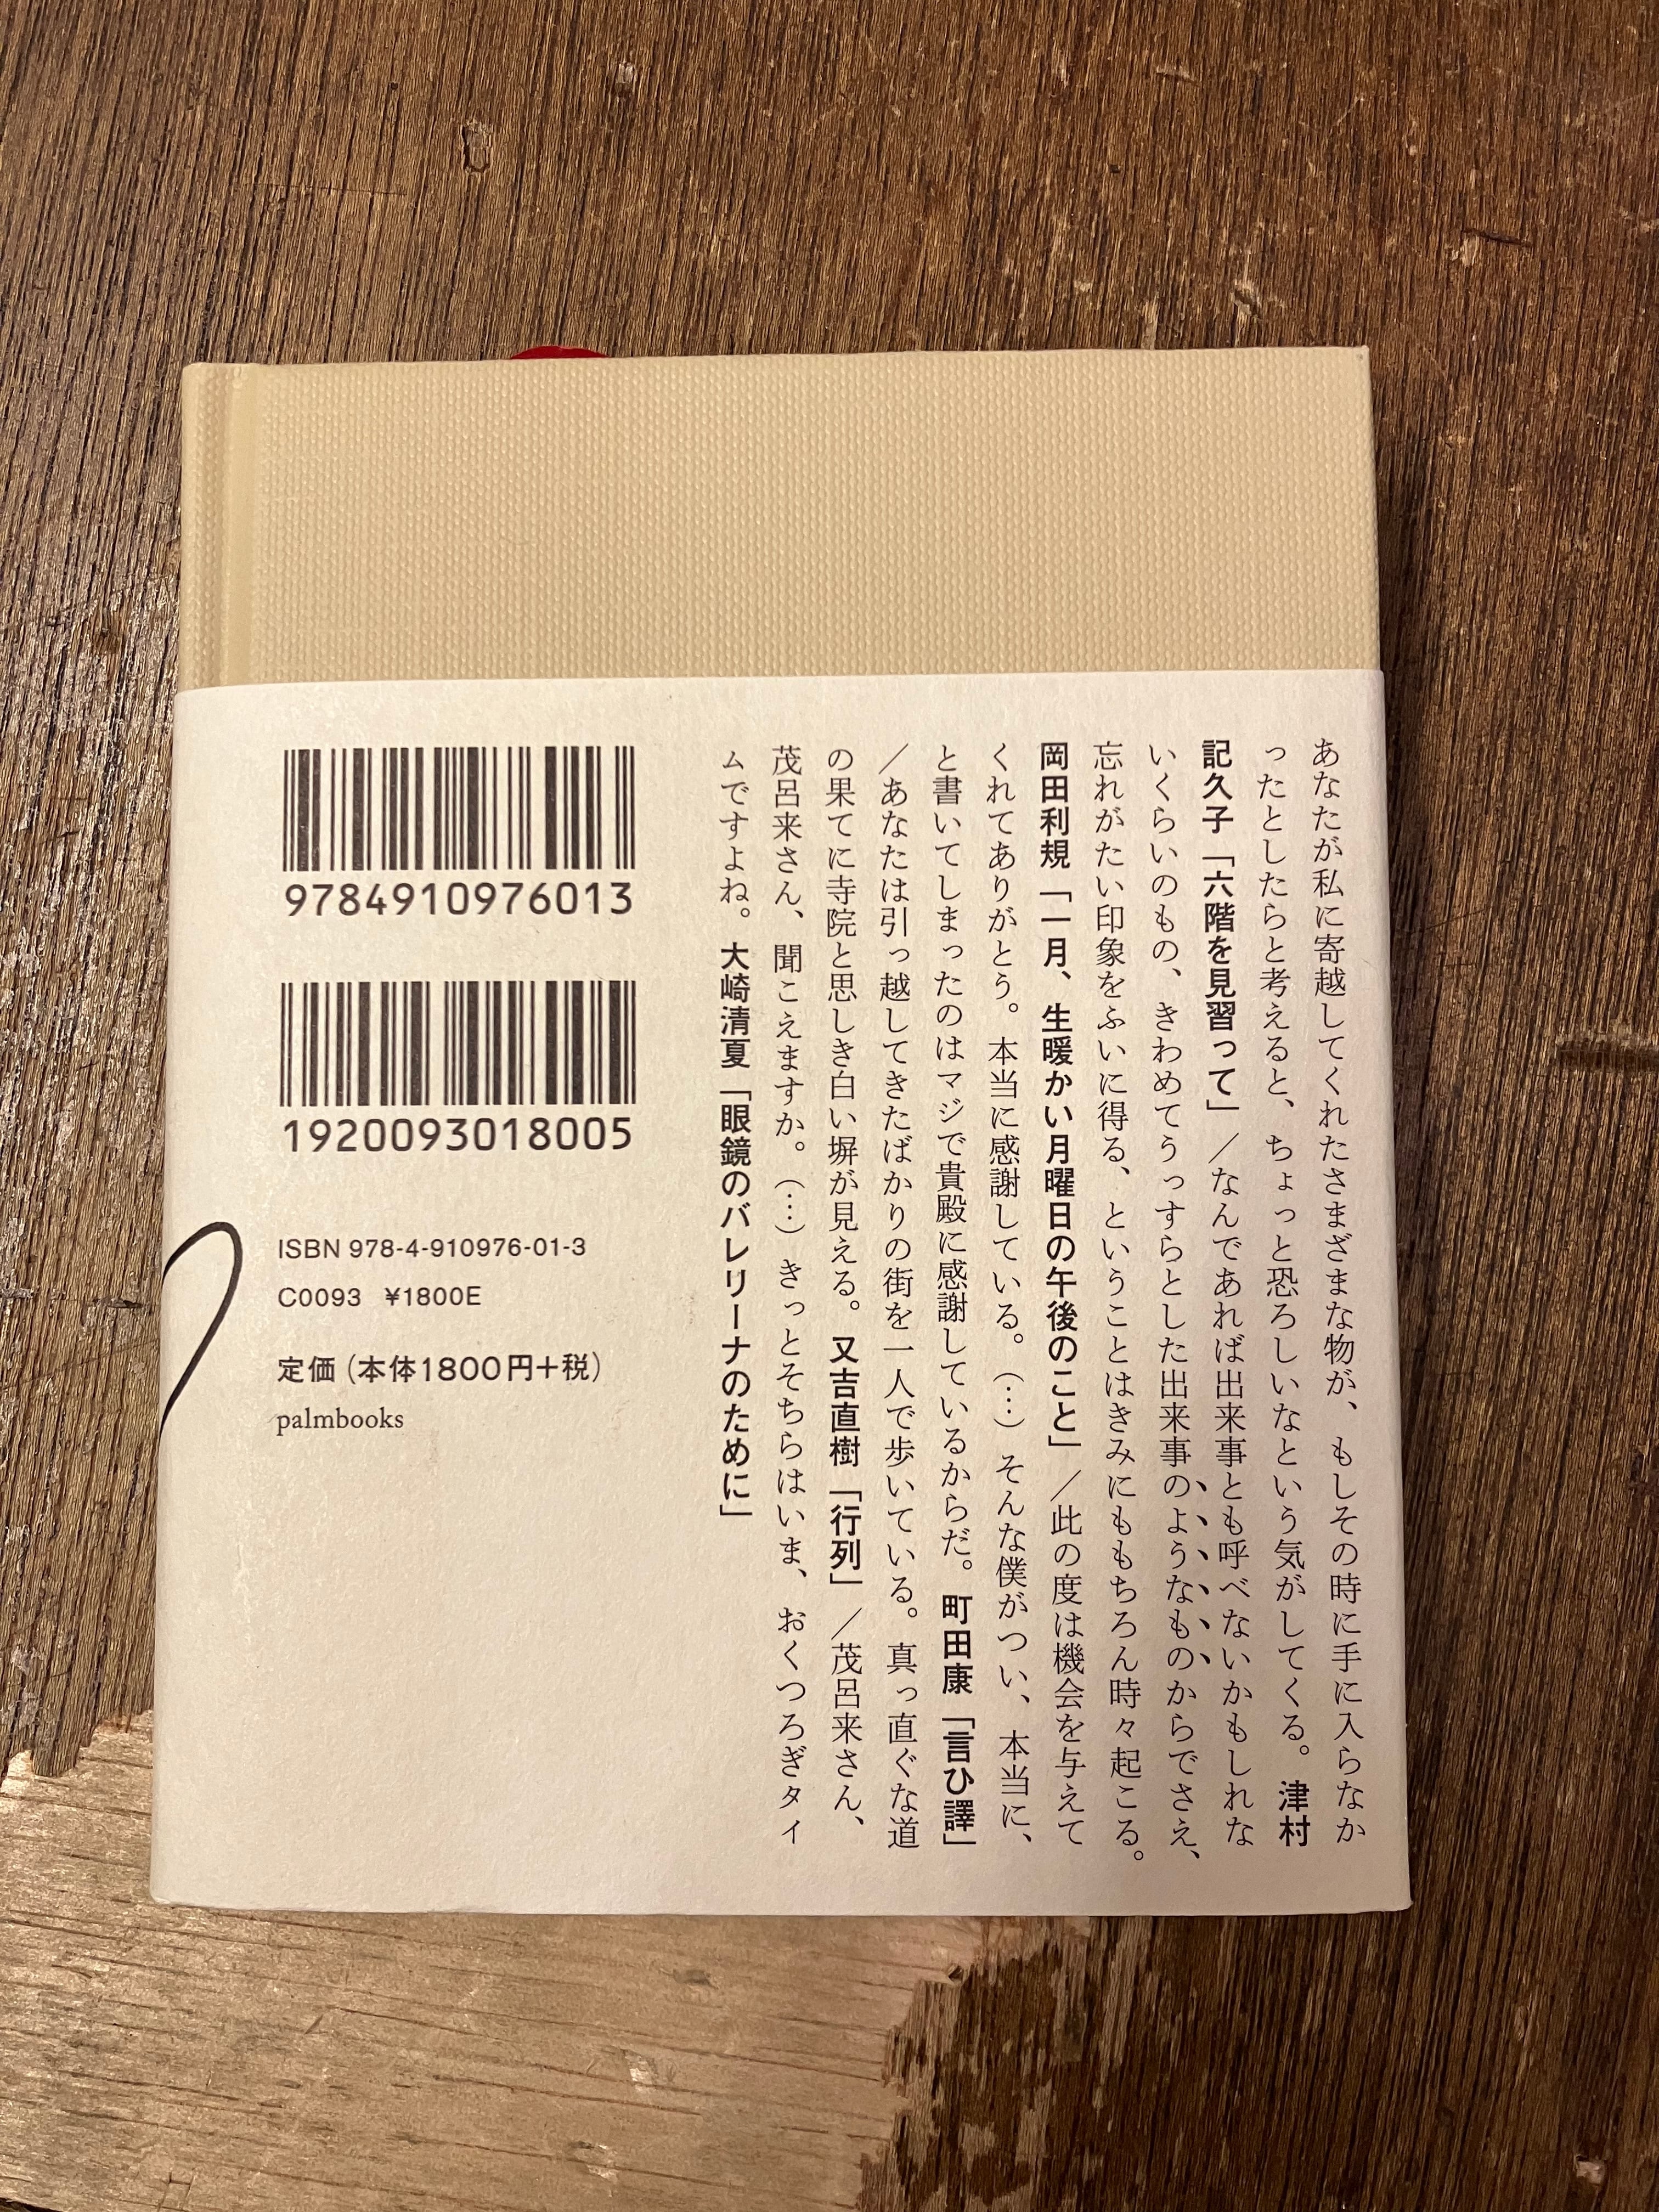 あなたが私に寄越してくれたさまざまな物が、もしその時に手に入らなか
ったとしたらと考えると、ちょっと恐ろしいなという気がしてくる。津村
記久子「六階を見習って」／なんであれば出来事とも呼べないかもしれな
いくらいのもの、きわめてうっすらとした出来事のようなものからでさえ、
忘れがたい印象をふいに得る、ということはきみにももちろん時々起こる。
岡田利規「一月、生暖かい月曜日の午後のこと」／此の度は機会を与えて
くれてありがとう。本当に感謝している。（…）そんな僕がつい、本当に、
と書いてしまったのはマジで貴殿に感謝しているからだ。町田康「言ひ譯」
／あなたは引っ越してきたばかりの街を一人で歩いている。真っ直ぐな道
の果てに寺院と思しき白い塀が見える。又吉直樹「行列」／茂呂来さん、
茂呂来さん、聞こえますか。（…）きっとそちらはいま、おくつろぎタイ
ムですよね。大崎清夏「眼鏡のバレリーナのために」
9784910976013
1920093018005
ISBN 978-4-910976-01-3
C0093 ¥1800E
定価（本体1800円+税）
palmbooks